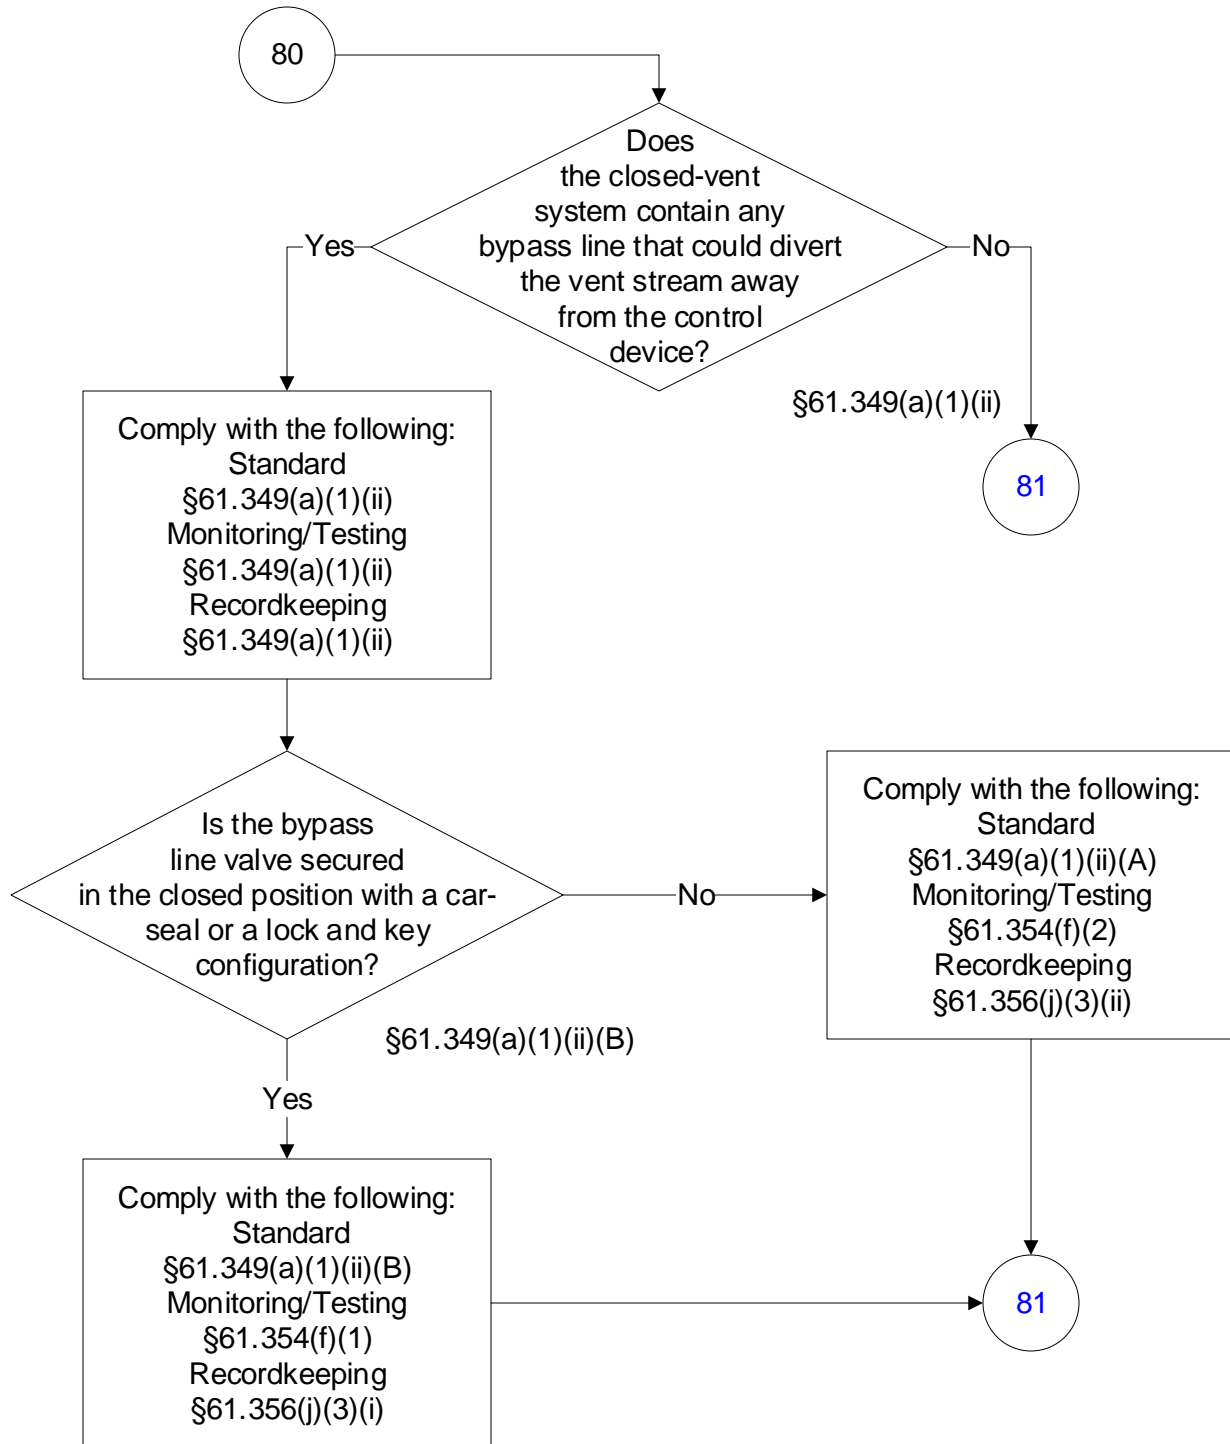 80
Does
the closed-vent
system contain any
bypass line that could divert
the vent stream away
from the control
device?
Yes
No
§61.349(a)(1)(ii)
81
Comply with the following:
Standard
§61.349(a)(1)(ii)
Monitoring/Testing
§61.349(a)(1)(ii)
Recordkeeping
§61.349(a)(1)(ii)
Is the bypass
line valve secured
in the closed position with a car-
seal or a lock and key
configuration?
No
§61.349(a)(1)(ii)(B)
Yes
Comply with the following:
Standard
§61.349(a)(1)(ii)(A)
Monitoring/Testing
§61.354(f)(2)
Recordkeeping
§61.356(j)(3)(ii)
Comply with the following:
Standard
§61.349(a)(1)(ii)(B)
Monitoring/Testing
§61.354(f)(1)
Recordkeeping
§61.356(j)(3)(i)
81